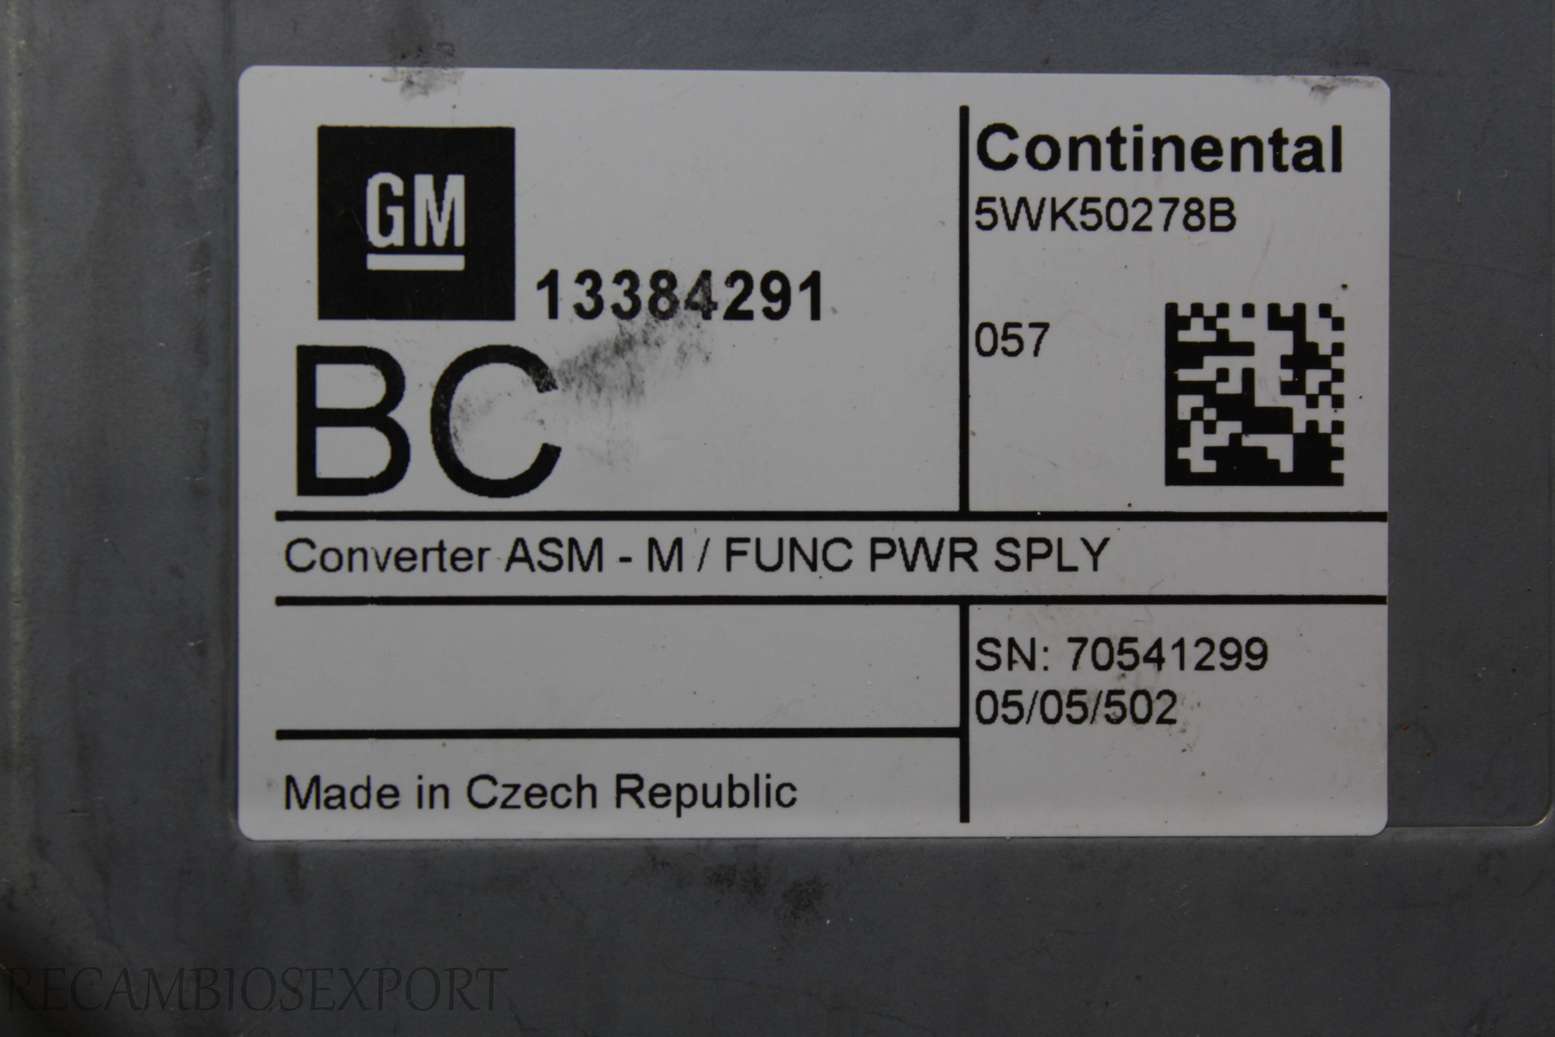 GM
13384291
BC
Continental
5WK50278B
057
Converter ASM - M / FUNC PWR SPLY
SN: 70541299
05/05/502
Made in Czech Republic
RECAMBIOSEXPORT